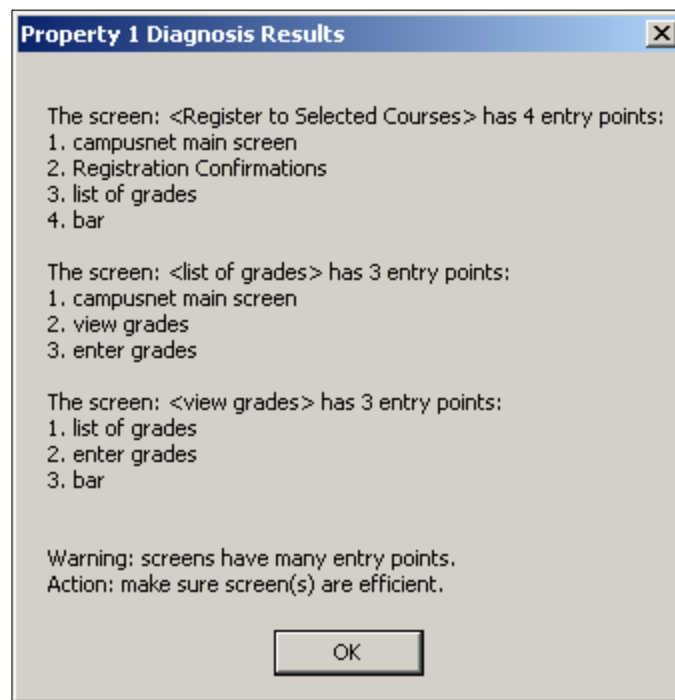 Property 1 Diagnosis Results
The screen: <Register to Selected Courses> has 4 entry points:
1. campusnet main screen
2. Registration Confirmations
3. list of grades
4. bar
The screen: <list of grades> has 3 entry points:
1. campusnet main screen
2. view grades
3. enter grades
The screen: <view grades> has 3 entry points:
1. list of grades
2. enter grades
3. bar
Warning: screens have many entry points.
Action: make sure screen(s) are efficient.
OK